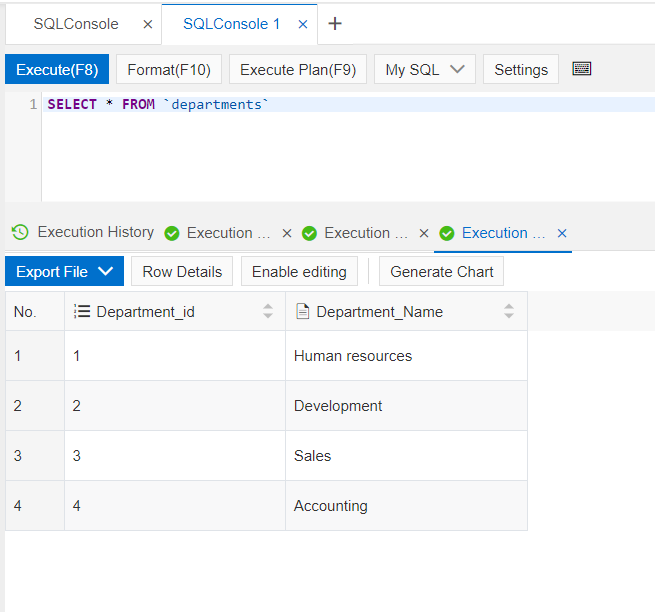 SQLConsole × SQLConsole 1 × +
Execute(F8) Format(F10) Execute Plan(F9) My SQL Settings
1 SELECT * FROM `departments`
Execution History Execution ... × Execution ... × Execution ... ×
Export File Row Details Enable editing Generate Chart
No. Department_id Department_Name
1 1 Human resources
2 2 Development
3 3 Sales
4 4 Accounting